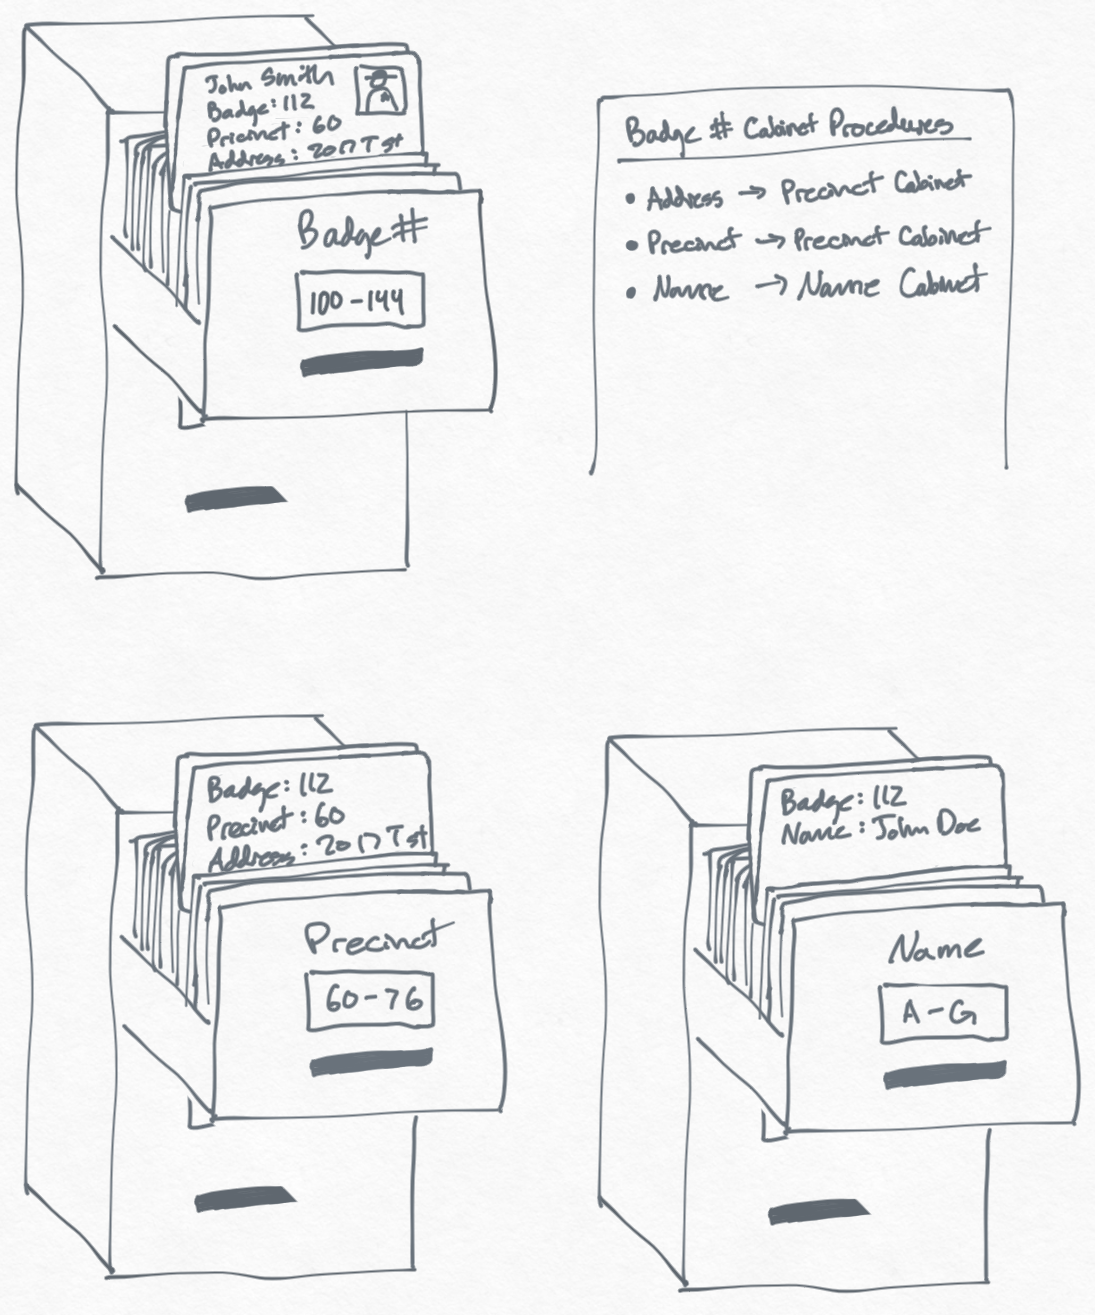 John Smith
Badge: 112
Precinct: 60
Address: 2017 T st
Badge #
100-144
Badge # Cabinet Procedures
• Address → Precinct Cabinet
• Precinct → Precinct Cabinet
• Name → Name Cabinet
Badge: 112
Precinct: 60
Address: 2017 T st
Precinct
60-76
Badge: 112
Name: John Doe
Name
A-G